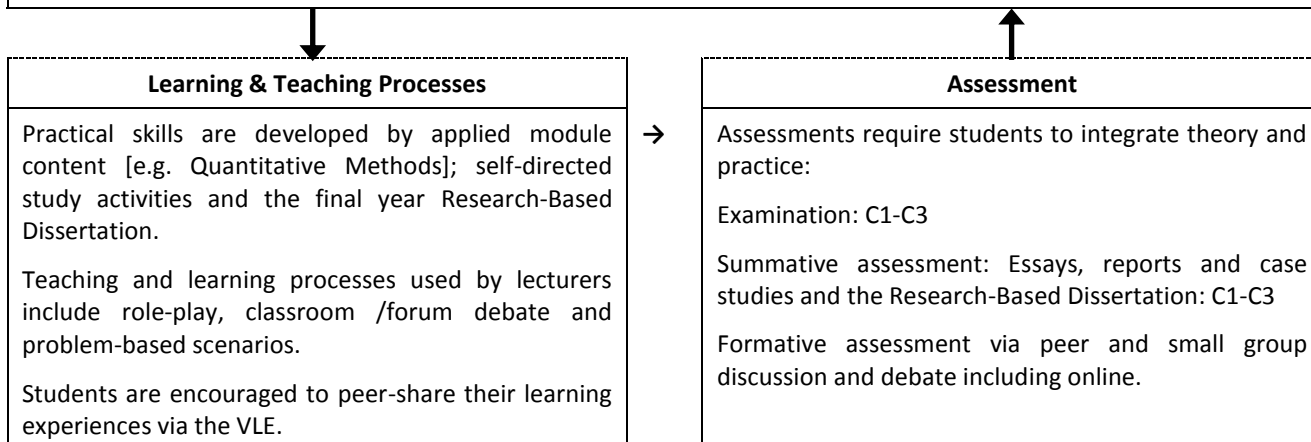 Learning & Teaching Processes
Practical skills are developed by applied module
content [e.g. Quantitative Methods]; self-directed
study activities and the final year Research-Based
Dissertation.
Teaching and learning processes used by lecturers
include role-play, classroom /forum debate and
problem-based scenarios.
Students are encouraged to peer-share their learning
experiences via the VLE.
→
Assessment
Assessments require students to integrate theory and
practice:
Examination: C1-C3
Summative assessment: Essays, reports and case
studies and the Research-Based Dissertation: C1-C3
Formative assessment via peer and small group
discussion and debate including online.